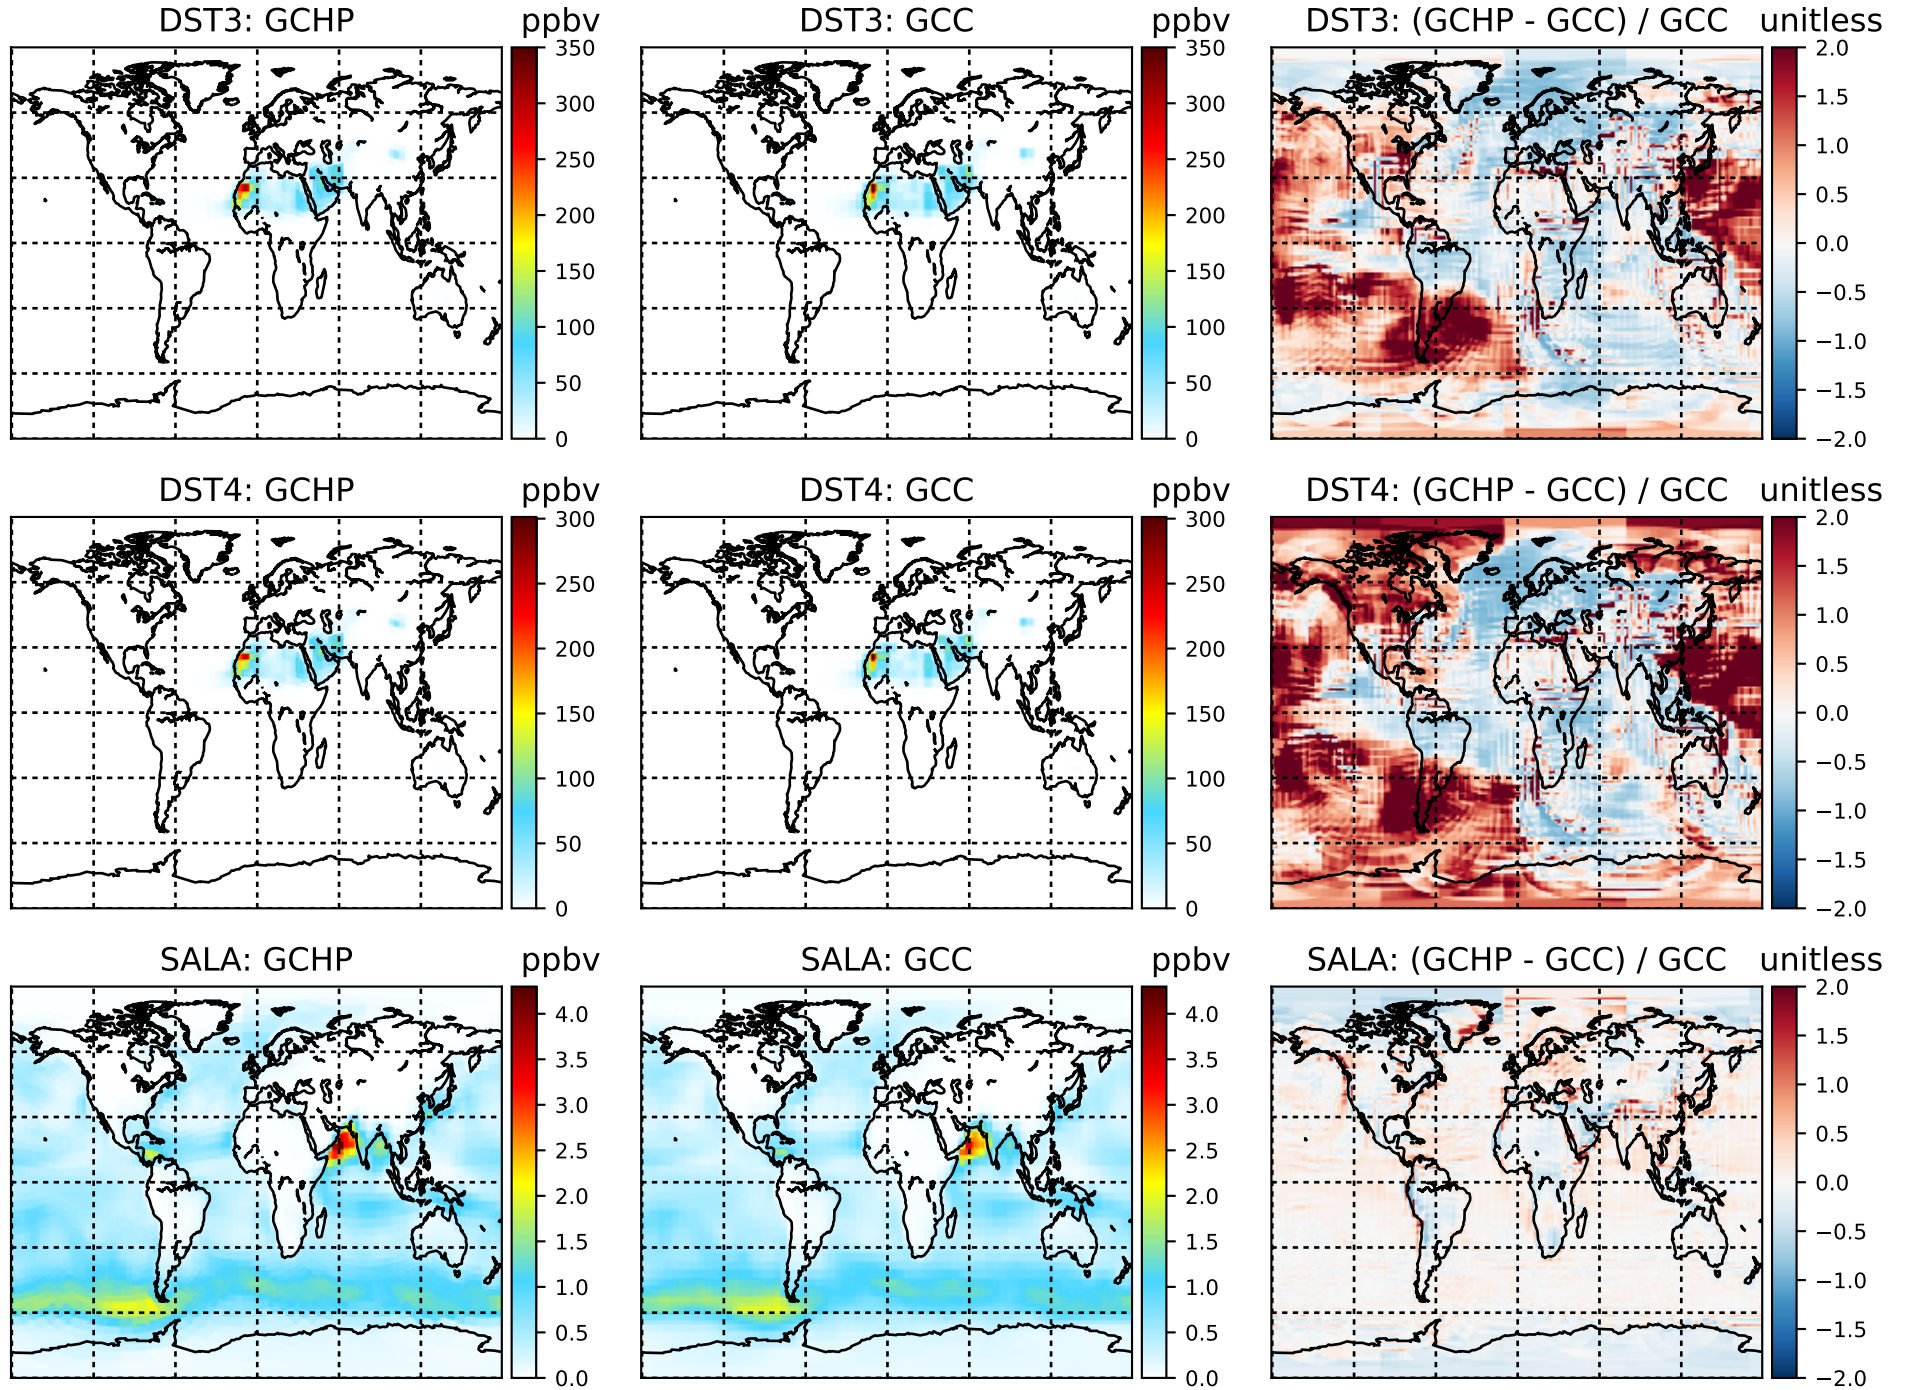 DST3: GCHP ppbv DST3: GCC ppbv DST3: (GCHP - GCC) / GCC unitless
350 350 2.0
300 300 1.5
250 250 1.0
200 200 0.5
150 150 0.0
100 100 −0.5
50 50 −1.0
0 0 −1.5
−2.0
DST4: GCHP ppbv DST4: GCC ppbv DST4: (GCHP - GCC) / GCC unitless
300 300 2.0
250 250 1.5
200 200 1.0
150 150 0.5
100 100 0.0
50 50 −0.5
0 0 −1.0
−1.5
−2.0
SALA: GCHP ppbv SALA: GCC ppbv SALA: (GCHP - GCC) / GCC unitless
4.0 4.0 2.0
3.5 3.5 1.5
3.0 3.0 1.0
2.5 2.5 0.5
2.0 2.0 0.0
1.5 1.5 −0.5
1.0 1.0 −1.0
0.5 0.5 −1.5
0.0 0.0 −2.0